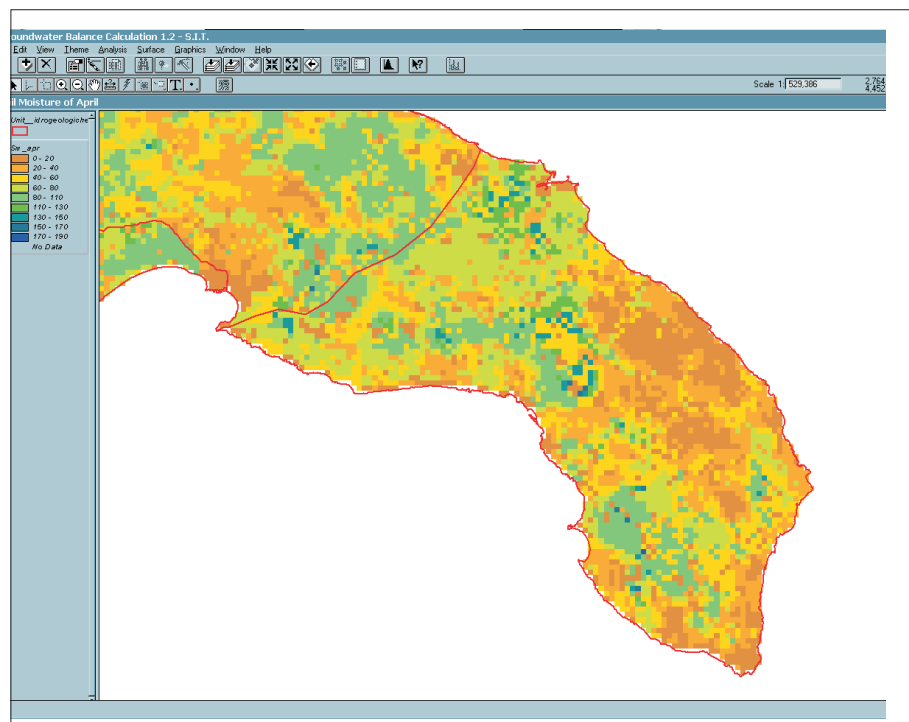 oundwater Balance Calculation 1.2 - S.I.T.
Edit View Theme Analysis Surface Graphics Window Help
T
Scale 1: 529,386
2,764
4,452
il Moisture of April
Unit_idrogeologiche
Sw_apr
0 - 20
20 - 40
40 - 60
60 - 80
80 - 110
110 - 130
130 - 150
150 - 170
170 - 190
No Data